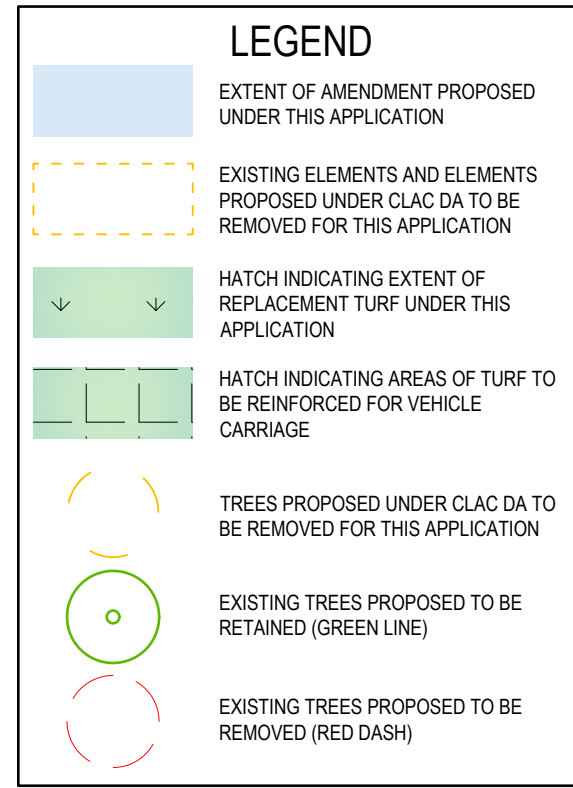 LEGEND
EXTENT OF AMENDMENT PROPOSED
UNDER THIS APPLICATION
EXISTING ELEMENTS AND ELEMENTS
PROPOSED UNDER CLAC DA TO BE
REMOVED FOR THIS APPLICATION
HATCH INDICATING EXTENT OF
REPLACEMENT TURF UNDER THIS
APPLICATION
HATCH INDICATING AREAS OF TURF TO
BE REINFORCED FOR VEHICLE
CARRIAGE
TREES PROPOSED UNDER CLAC DA TO
BE REMOVED FOR THIS APPLICATION
EXISTING TREES PROPOSED TO BE
RETAINED (GREEN LINE)
EXISTING TREES PROPOSED TO BE
REMOVED (RED DASH)